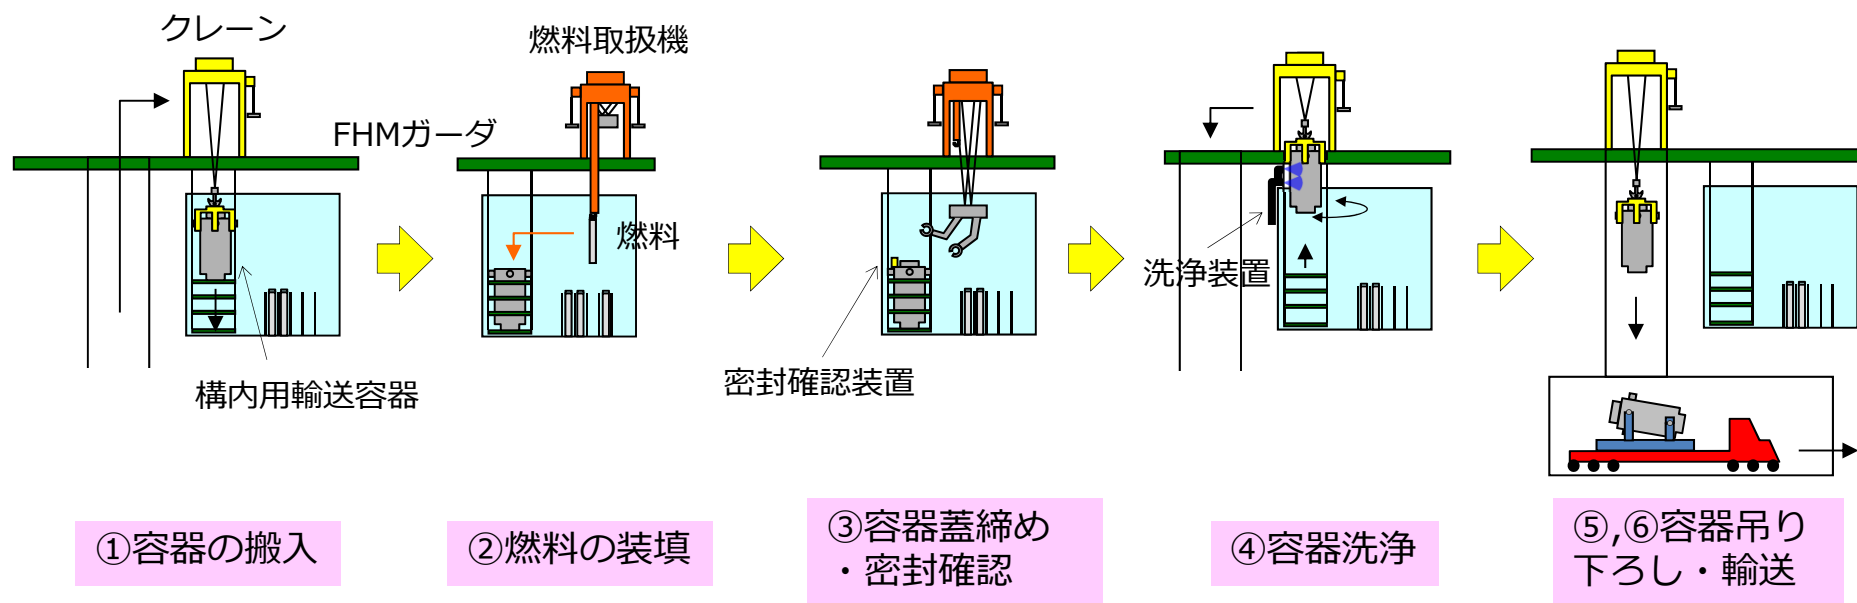 クレーン
燃料取扱機
FHMガーダ
燃料
洗浄装置
構内用輸送容器
密封確認装置
①容器の搬入
②燃料の装填
③容器蓋締め
・密封確認
④容器洗浄
⑤,⑥容器吊り
下ろし・輸送